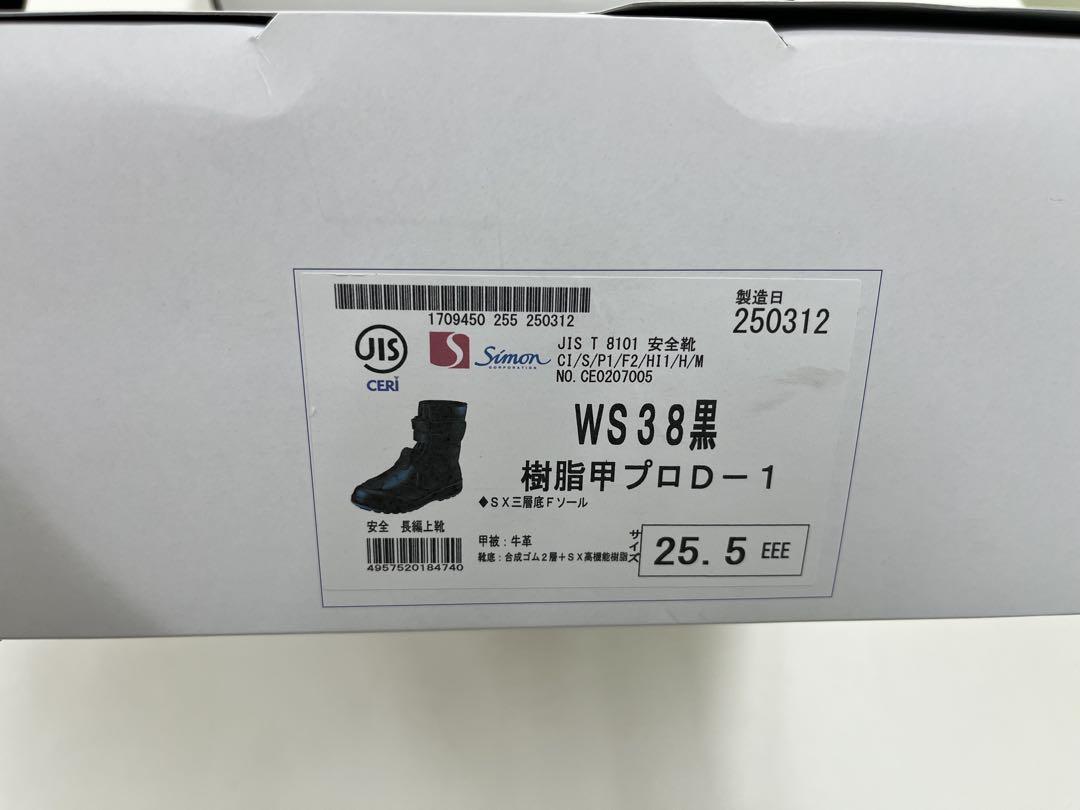 1709450 255 250312
製造日
250312
JIS
CERI
S
Simon
CORPORATION
JIS T 8101 安全靴
CI/S/P1/F2/HI1/H/M
NO.CE0207005
WS38黒
樹脂甲プロD-1
◆SX三層底Fソール
安全 長編上靴
4957520184740
甲被:牛革
靴底:合成ゴム2層+SX高機能樹脂
サイズ
25.5 EEE